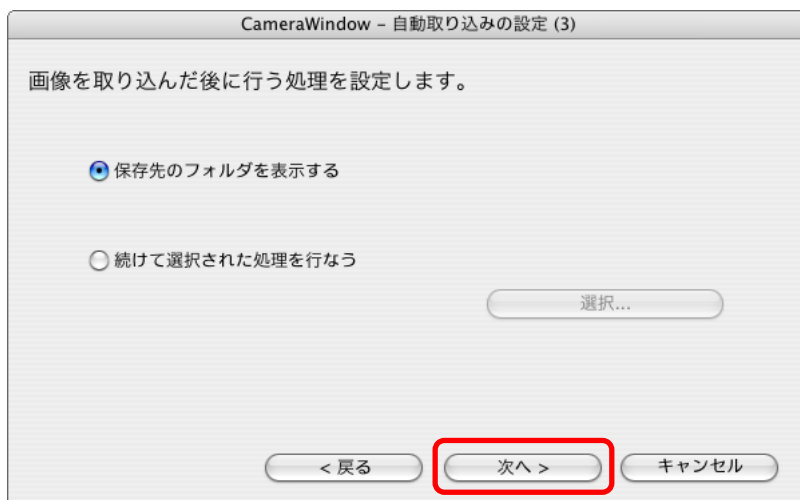 CameraWindow – 自動取り込みの設定 (3)
画像を取り込んだ後に行う処理を設定します。
保存先のフォルダを表示する
続けて選択された処理を行なう
選択...
< 戻る 次へ > キャンセル